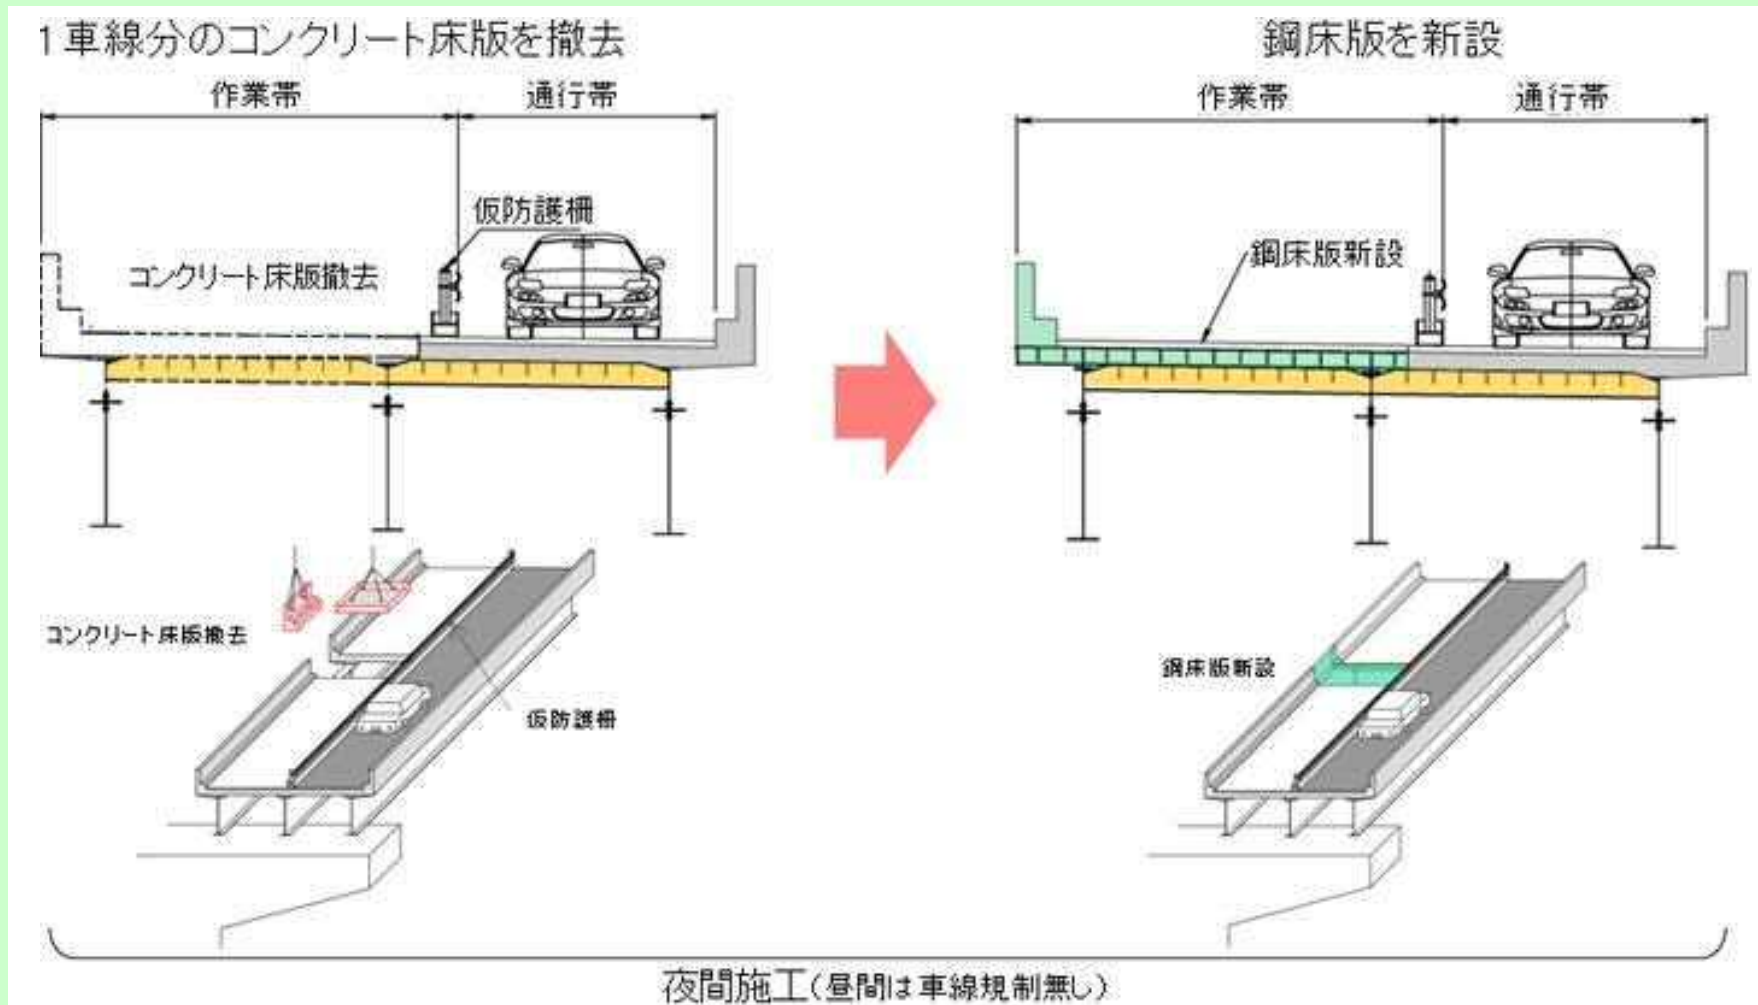 1車線分のコンクリート床版を撤去
作業帯
通行帯
仮防護柵
コンクリート床版撤去
コンクリート床版撤去
仮防護柵
鋼床版を新設
作業帯
通行帯
鋼床版新設
鋼床版新設
夜間施工(昼間は車線規制無し)